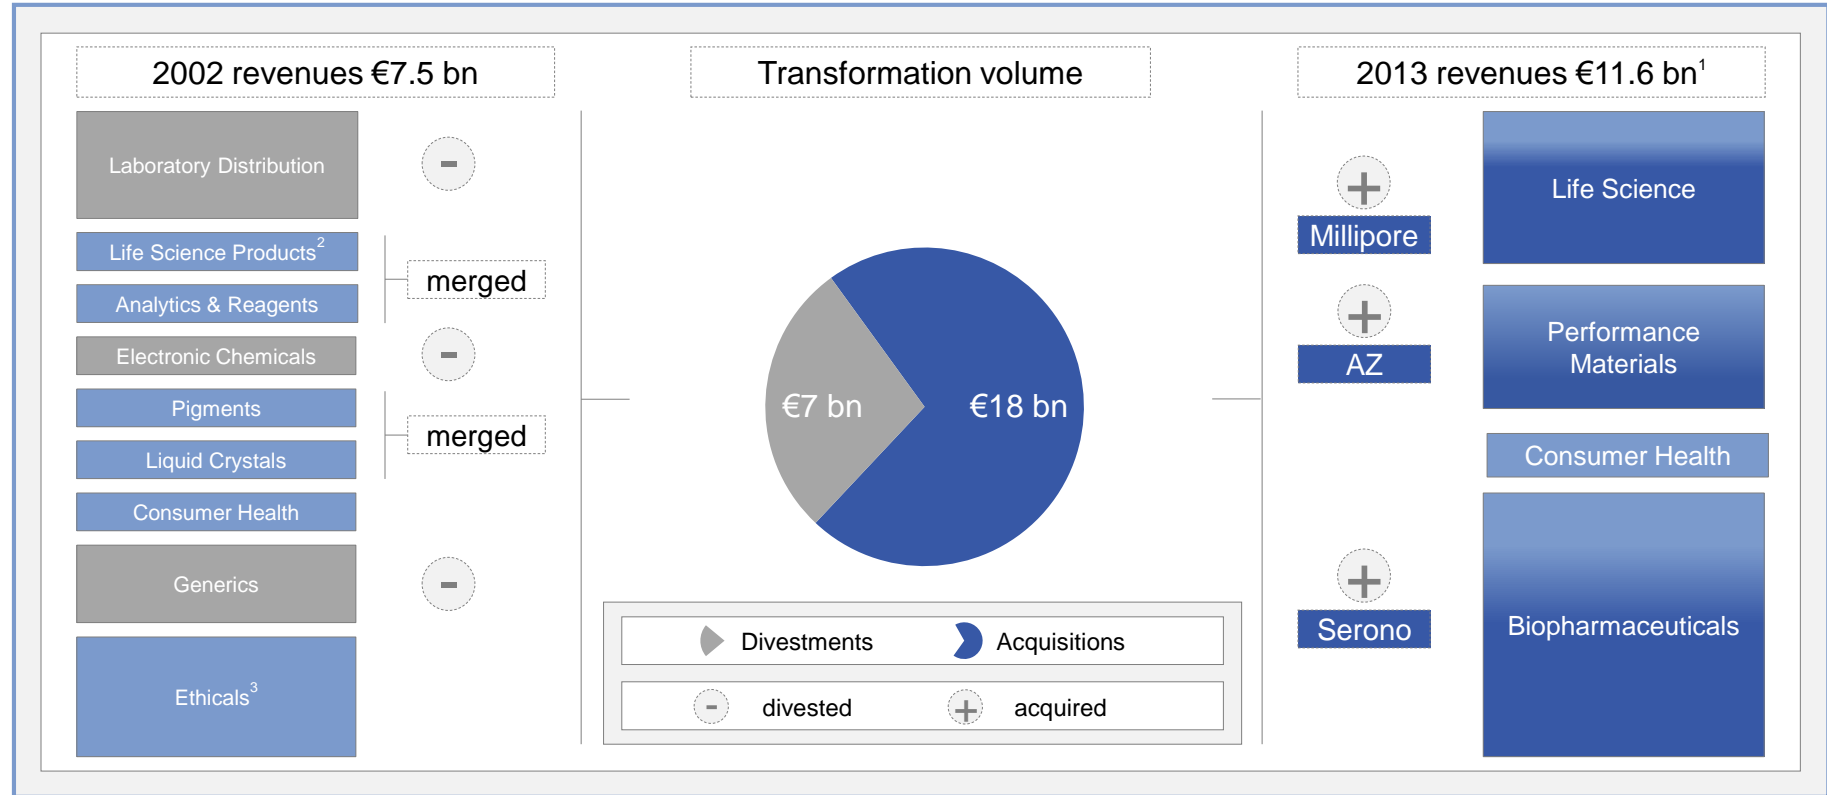 2002 revenues €7.5 bn
Transformation volume
2013 revenues €11.6 bn¹
Laboratory Distribution
-
Life Science Products²
Analytics & Reagents
merged
Electronic Chemicals
-
Pigments
Liquid Crystals
merged
Consumer Health
Generics
-
Ethicals³
€7 bn
€18 bn
Divestments
Acquisitions
- divested
+ acquired
+
Millipore
+
AZ
+
Serono
Life Science
Performance
Materials
Consumer Health
Biopharmaceuticals